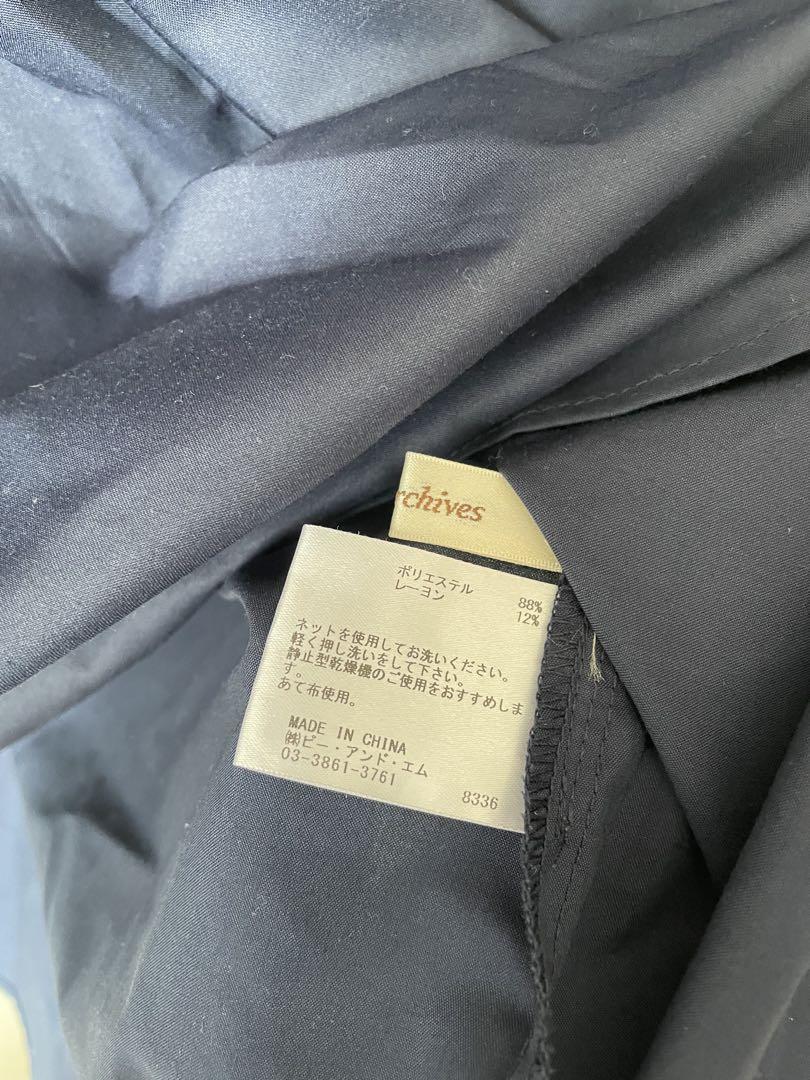 rchives
ポリエステル 88%
レーヨン 12%
ネットを使用してお洗いください。
軽く押し洗いをして下さい。
静止型乾燥機のご使用をおすすめしま
す。
あて布使用。
MADE IN CHINA
㈱ピー・アンド・エム
03-3861-3761
8336